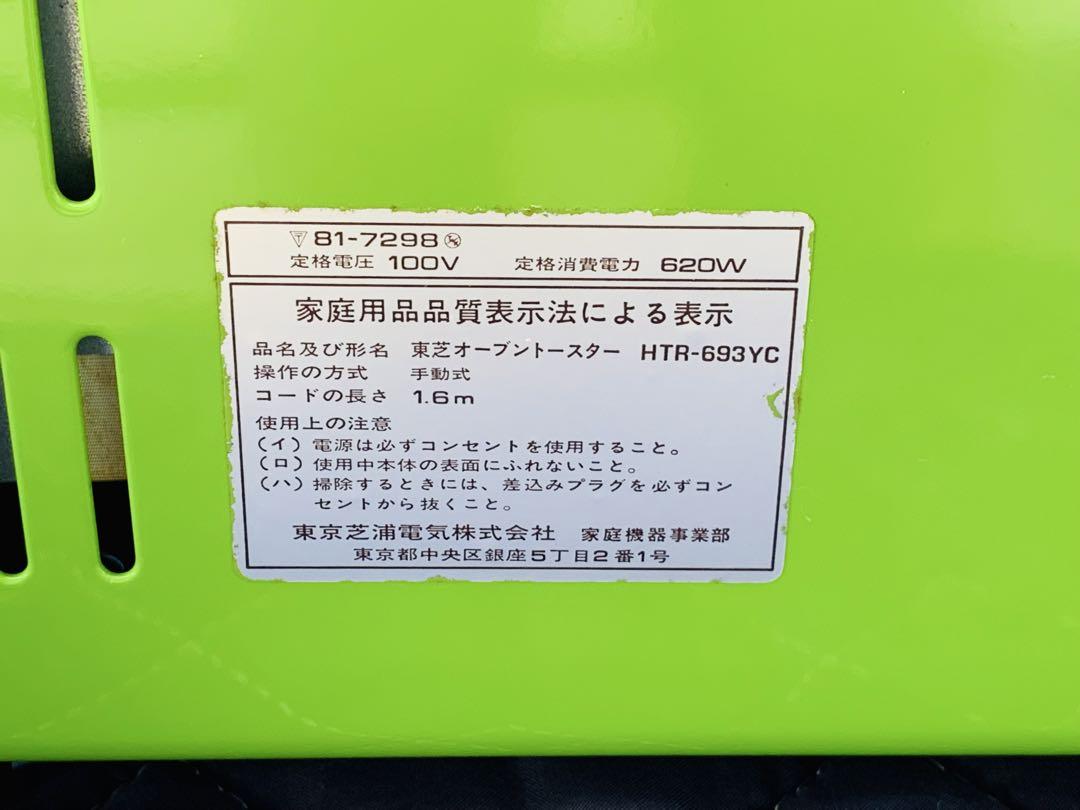 81-7298
定格電圧 100V 定格消費電力 620W
家庭用品品質表示法による表示
品名及び形名 東芝オーブントースター HTR-693YC
操作の方式 手動式
コードの長さ 1.6m
使用上の注意
(イ)電源は必ずコンセントを使用すること。
(ロ)使用中本体の表面にふれないこと。
(ハ)掃除するときには、差込みプラグを必ずコン
セントから抜くこと。
東京芝浦電気株式会社 家庭機器事業部
東京都中央区銀座5丁目2番1号